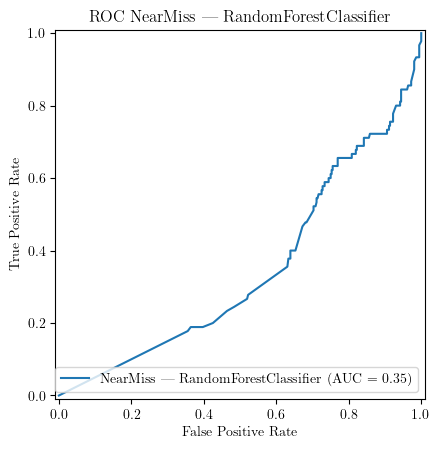 ROC NearMiss — RandomForestClassifier
1.0
0.8
0.6
0.4
0.2
0.0
True Positive Rate
NearMiss — RandomForestClassifier (AUC = 0.35)
0.0 0.2 0.4 0.6 0.8 1.0
False Positive Rate